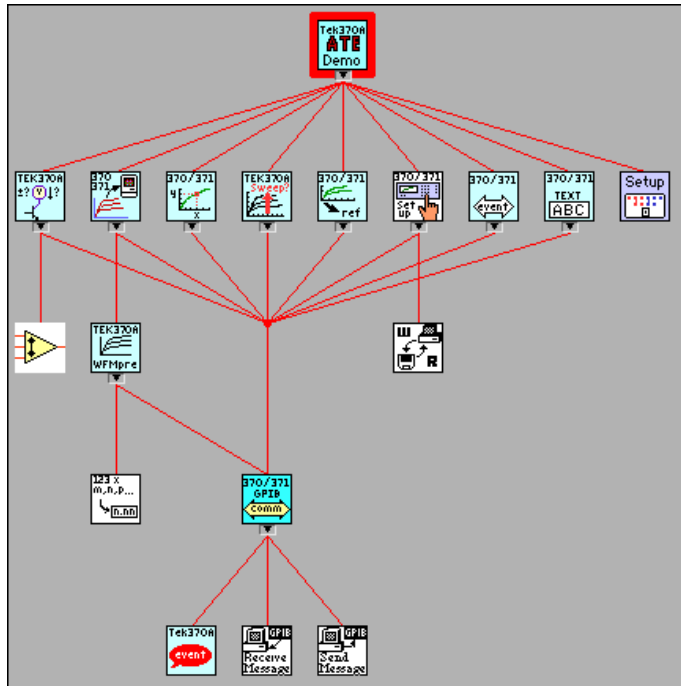 Tek370A
ATE
Demo
TEK370A
±? V ↓?
370
371
370/371
y
x
TEK370A
Sweep?
370/371
ref
370/371
Set
up
370/371
event
370/371
TEXT
ABC
Setup
TEK370A
WFMpre
W
R
123 x
m,n,p...
n.nn
370/371
GPIB
comm
Tek370A
event
GPIB
Receive
Message
GPIB
Send
Message